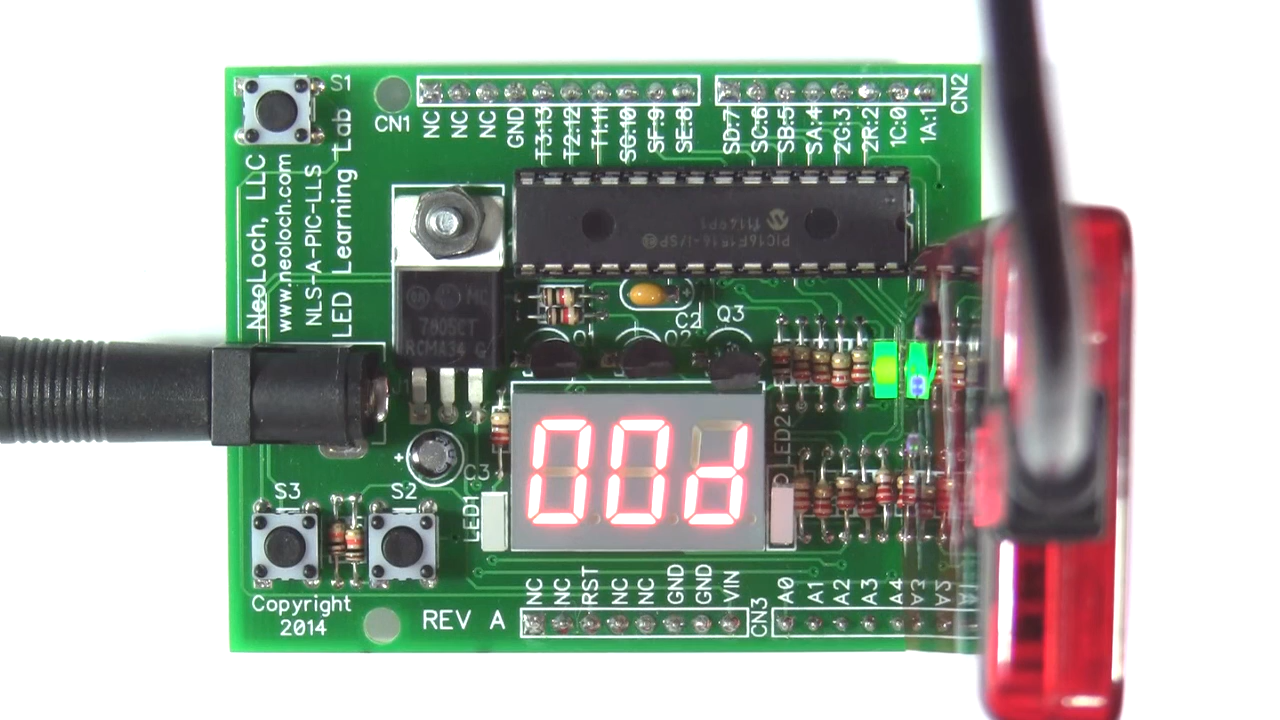 S1
CN1
NC
NC
NC
GND
T3:13
T2:12
T1:11
SG:10
SF:9
SE:8
SD:7
SC:6
SB:5
SA:4
2G:3
2R:2
1C:0
1A:1
CN2
NeoLoch, LLC
www.neoloch.com
NLS-A-PIC-LLS
LED Learning Lab
PIC16F1516-I/SP
MC
7805CT
RCMA34 G
C2
Q3
+
C3
LED1
LED2
00d
S3
S2
Copyright
2014
REV A
NC
NC
RST
NC
NC
GND
GND
VIN
CN3
A0
A1
A2
A3
A4